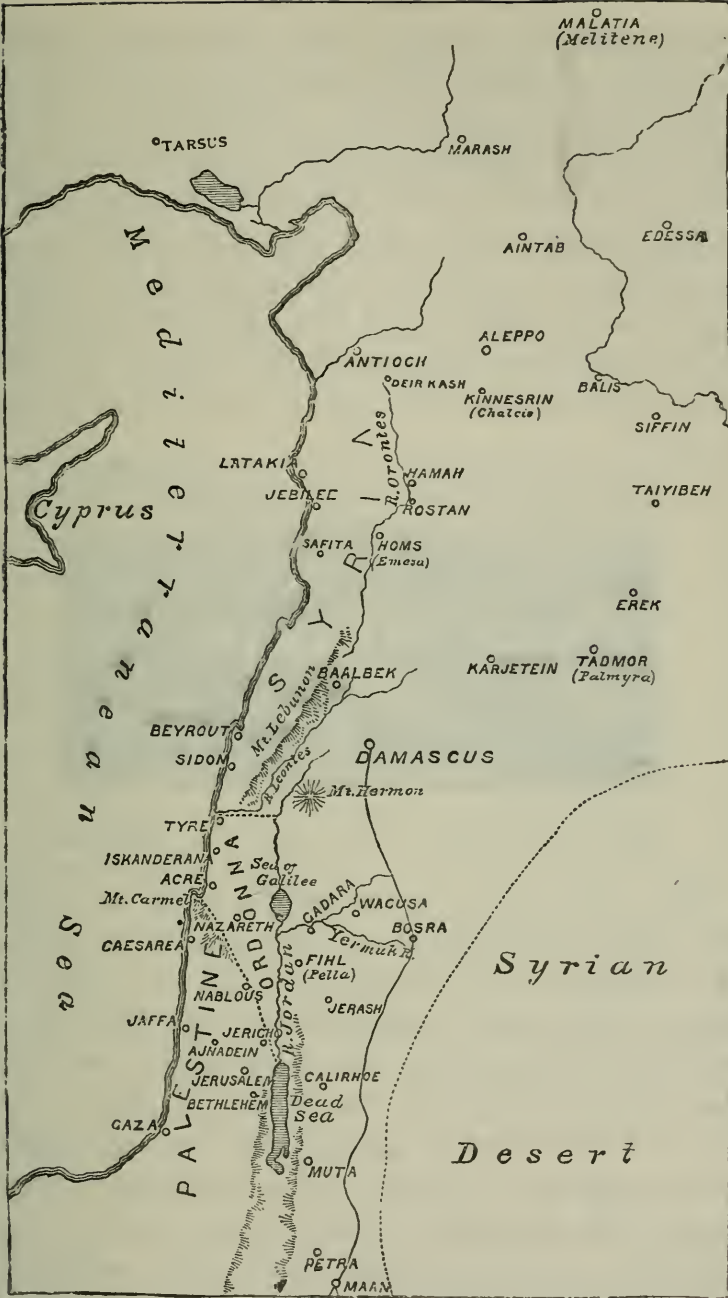 MALATIA
(Melitene)
TARSUS
MARASH
AINTAB
EDESSA
Mediterranean Sea
ANTIOCH
ALEPPO
DEIR KASH
KINNESRIN
(Chalcis)
BALIS
SIFFIN
LATAKIA
R. Orontes
HAMAH
JEBILEE
ROSTAN
TAIYIBEH
Cyprus
SAFITA
HOMS
(Emesa)
SYRIA
EREK
BAALBEK
KARJETEIN
TADMOR
(Palmyra)
Mt. Lebanon
BEYROUT
SIDON
R. Leontes
DAMASCUS
Mt. Hermon
TYRE
ISKANDERANA
Sea of
Galilee
ACRE
Mt. Carmel
ORDONNA
GADARA
WACUSA
NAZARETH
Yermuk R.
BOSRA
CAESAREA
FIHL
(Pella)
Syrian
NABLOUS
R. Jordan
JERASH
JAFFA
JERICHO
AJNADEIN
JERUSALEM
CALIRHOE
BETHLEHEM
Dead
Sea
GAZA
PALESTINE
Desert
MUTA
PETRA
MAAN